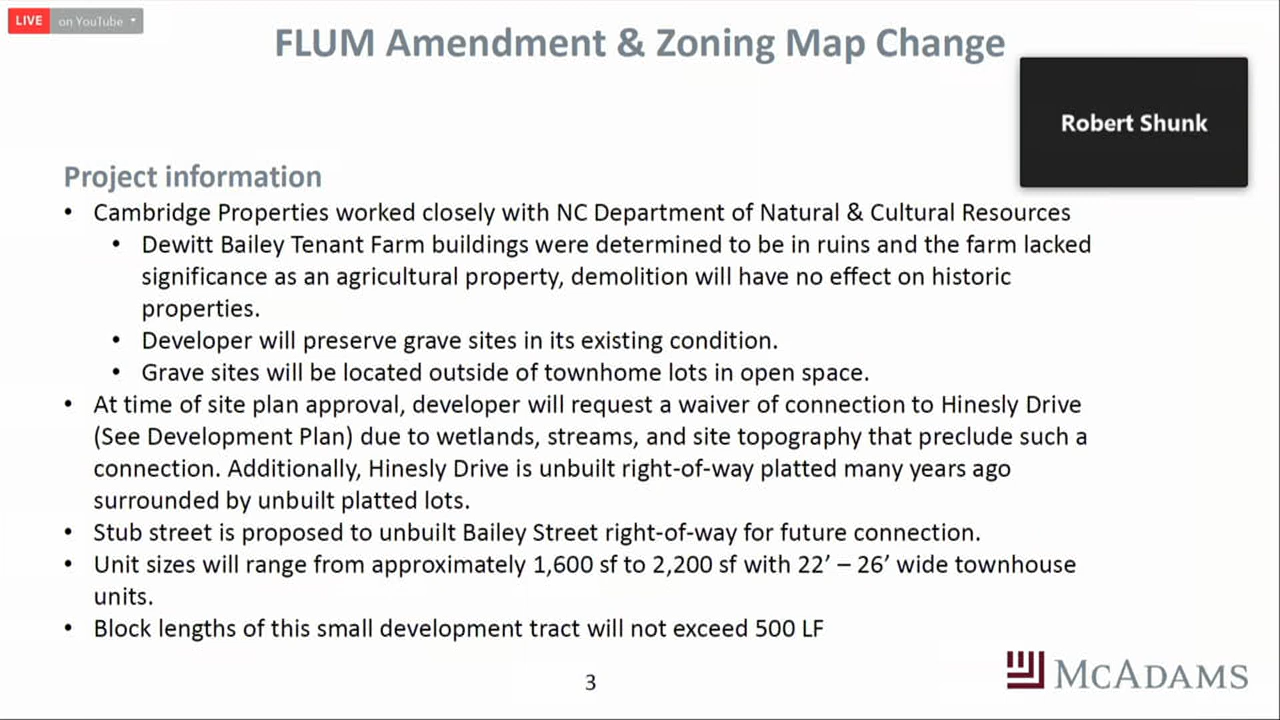 LIVE on YouTube
FLUM Amendment & Zoning Map Change
Robert Shunk
Project information
• Cambridge Properties worked closely with NC Department of Natural & Cultural Resources
• Dewitt Bailey Tenant Farm buildings were determined to be in ruins and the farm lacked
significance as an agricultural property, demolition will have no effect on historic
properties.
• Developer will preserve grave sites in its existing condition.
• Grave sites will be located outside of townhome lots in open space.
• At time of site plan approval, developer will request a waiver of connection to Hinesly Drive
(See Development Plan) due to wetlands, streams, and site topography that preclude such a
connection. Additionally, Hinesly Drive is unbuilt right-of-way platted many years ago
surrounded by unbuilt platted lots.
• Stub street is proposed to unbuilt Bailey Street right-of-way for future connection.
• Unit sizes will range from approximately 1,600 sf to 2,200 sf with 22’ – 26’ wide townhouse
units.
• Block lengths of this small development tract will not exceed 500 LF
3
MCADAMS